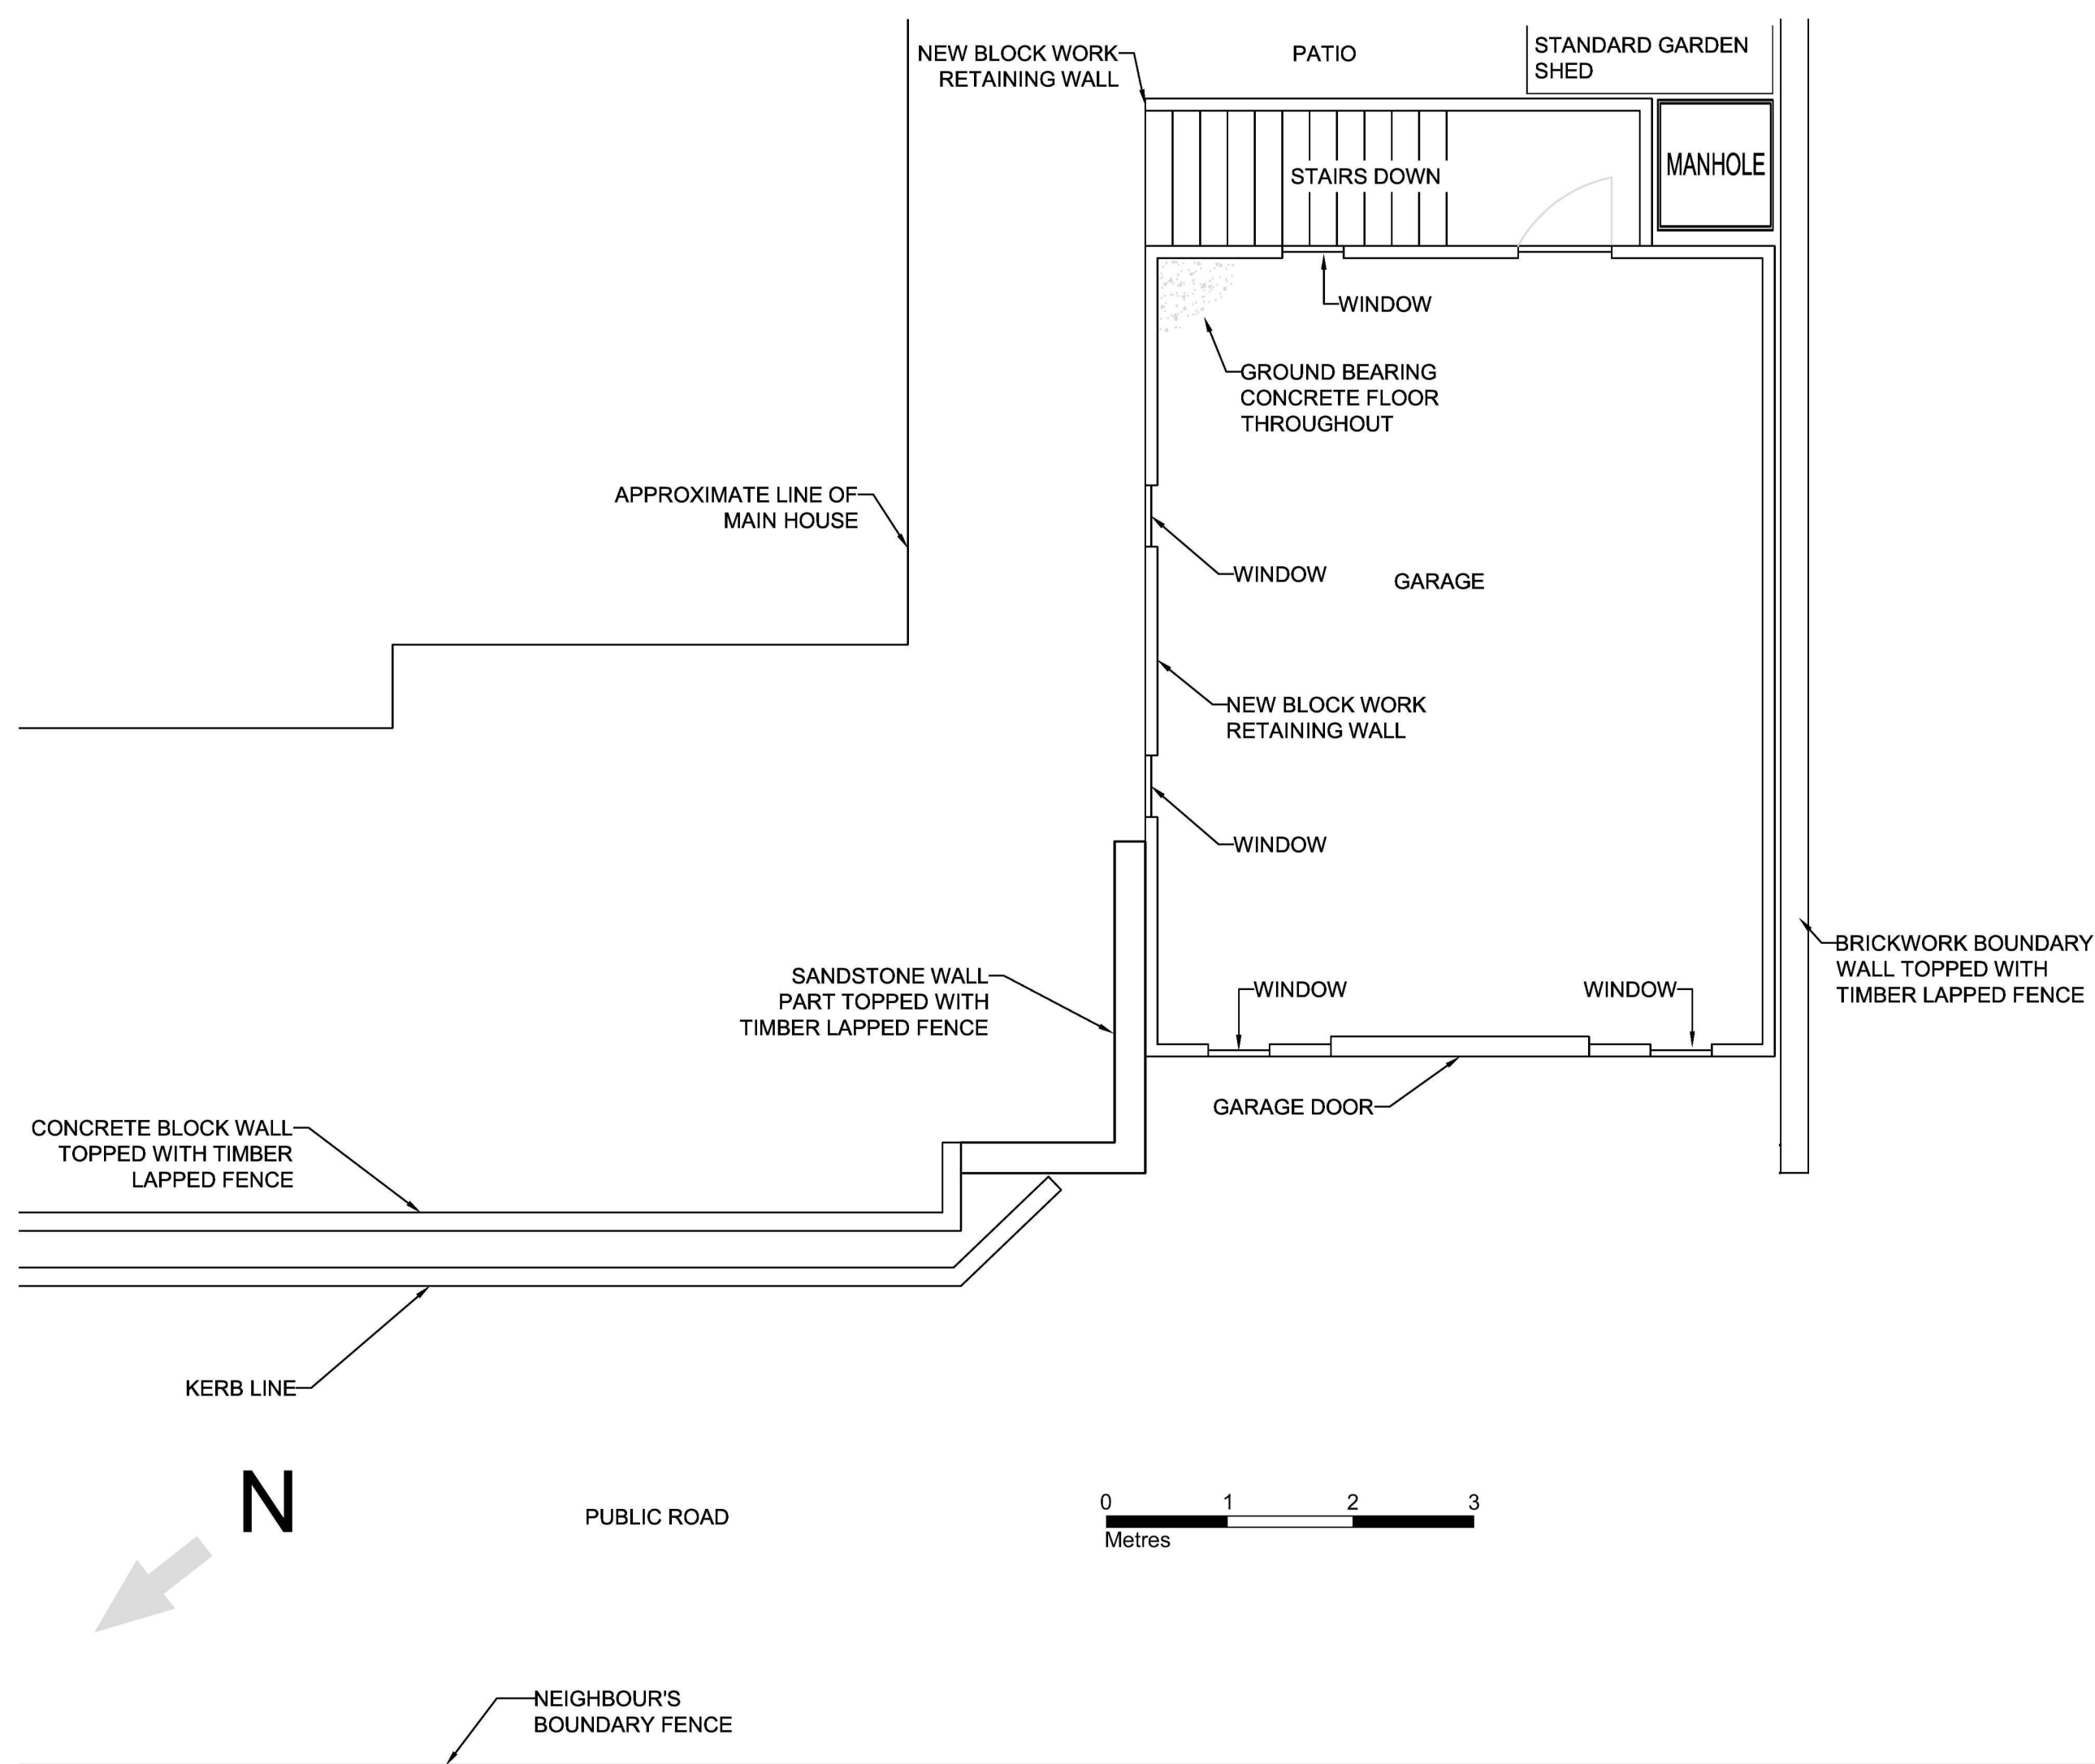 NEW BLOCK WORK
RETAINING WALL
PATIO
STANDARD GARDEN
SHED
MANHOLE
STAIRS DOWN
WINDOW
GROUND BEARING
CONCRETE FLOOR
THROUGHOUT
APPROXIMATE LINE OF
MAIN HOUSE
WINDOW
GARAGE
NEW BLOCK WORK
RETAINING WALL
WINDOW
BRICKWORK BOUNDARY
WALL TOPPED WITH
TIMBER LAPPED FENCE
SANDSTONE WALL
PART TOPPED WITH
TIMBER LAPPED FENCE
WINDOW
WINDOW
GARAGE DOOR
CONCRETE BLOCK WALL
TOPPED WITH TIMBER
LAPPED FENCE
KERB LINE
N
PUBLIC ROAD
0 1 2 3
Metres
NEIGHBOUR'S
BOUNDARY FENCE